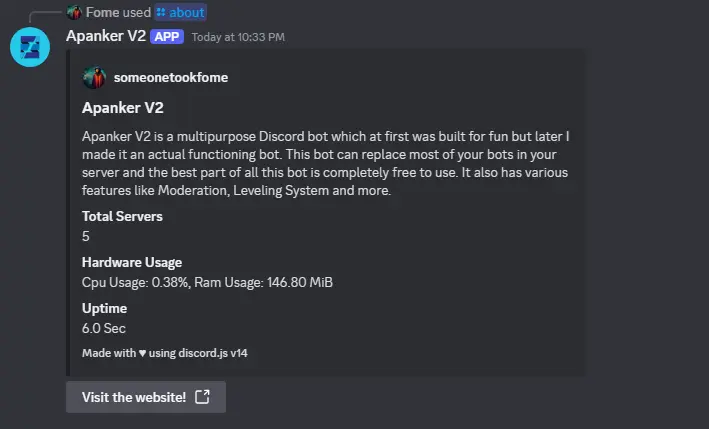 Fome used about
Apanker V2 APP Today at 10:33 PM
someonetookfome
Apanker V2
Apanker V2 is a multipurpose Discord bot which at first was built for fun but later I
made it an actual functioning bot. This bot can replace most of your bots in your
server and the best part of all this bot is completely free to use. It also has various
features like Moderation, Leveling System and more.
Total Servers
5
Hardware Usage
Cpu Usage: 0.38%, Ram Usage: 146.80 MiB
Uptime
6.0 Sec
Made with ♥ using discord.js v14
Visit the website!